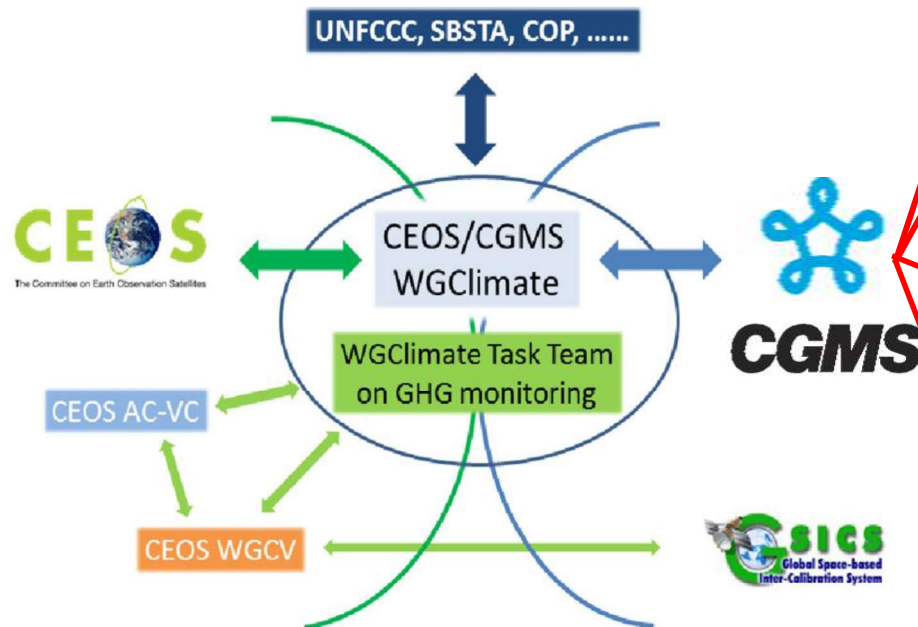 UNFCCC, SBSTA, COP, ......
CEOS
The Committee on Earth Observation Satellites
CEOS/CGMS
WGClimate
CGMS
WGClimate Task Team
on GHG monitoring
CEOS AC-VC
CEOS WGCV
GSICS
Global Space-based
Inter-Calibration System